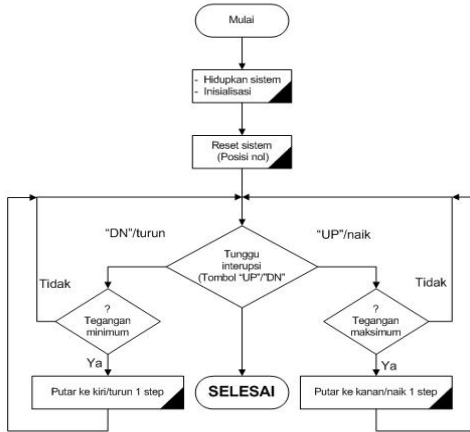 Mulai
- Hidupkan sistem
- Inisialisasi
Reset sistem
(Posisi nol)
"DN"/turun
"UP"/naik
Tunggu
interupsi
(Tombol "UP"/"DN"
Tidak
Tidak
?
Tegangan
minimum
?
Tegangan
maksimum
Ya
Ya
Putar ke kiri/turun 1 step
SELESAI
Putar ke kanan/naik 1 step